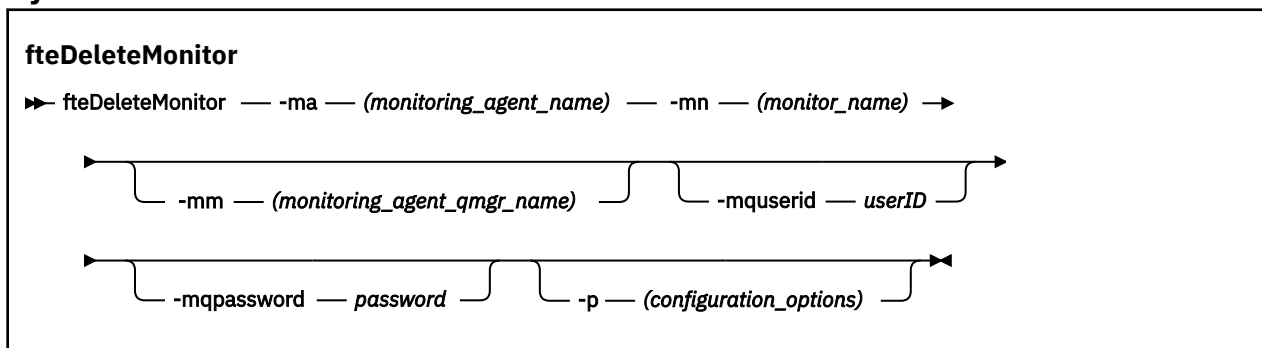 fteDeleteMonitor
fteDeleteMonitor -ma (monitoring_agent_name) -mn (monitor_name)
-mm (monitoring_agent_qmgr_name) -mquserid userID
-mqpassword password -p (configuration_options)